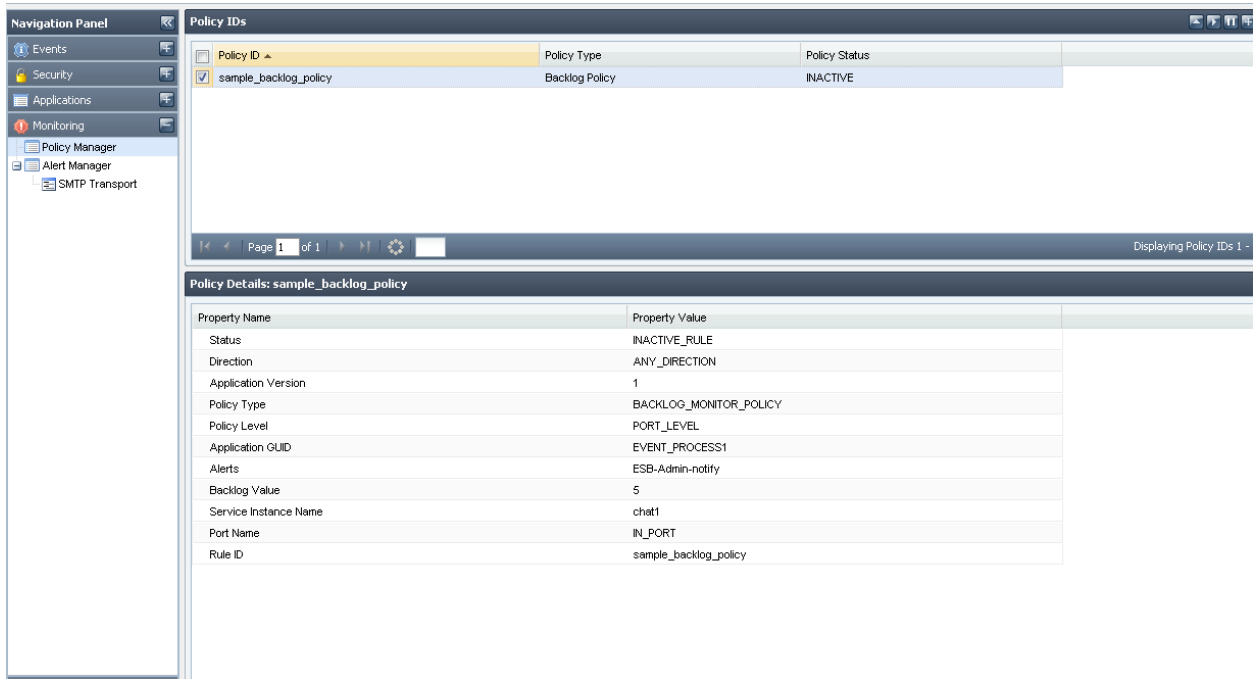 Navigation Panel
Events
Security
Applications
Monitoring
Policy Manager
Alert Manager
SMTP Transport
Policy IDs
Policy ID Policy Type Policy Status
sample_backlog_policy Backlog Policy INACTIVE
Page 1 of 1 Displaying Policy IDs 1 -
Policy Details: sample_backlog_policy
Property Name Property Value
Status INACTIVE_RULE
Direction ANY_DIRECTION
Application Version 1
Policy Type BACKLOG_MONITOR_POLICY
Policy Level PORT_LEVEL
Application GUID EVENT_PROCESS1
Alerts ESB-Admin-notify
Backlog Value 5
Service Instance Name chat1
Port Name IN_PORT
Rule ID sample_backlog_policy